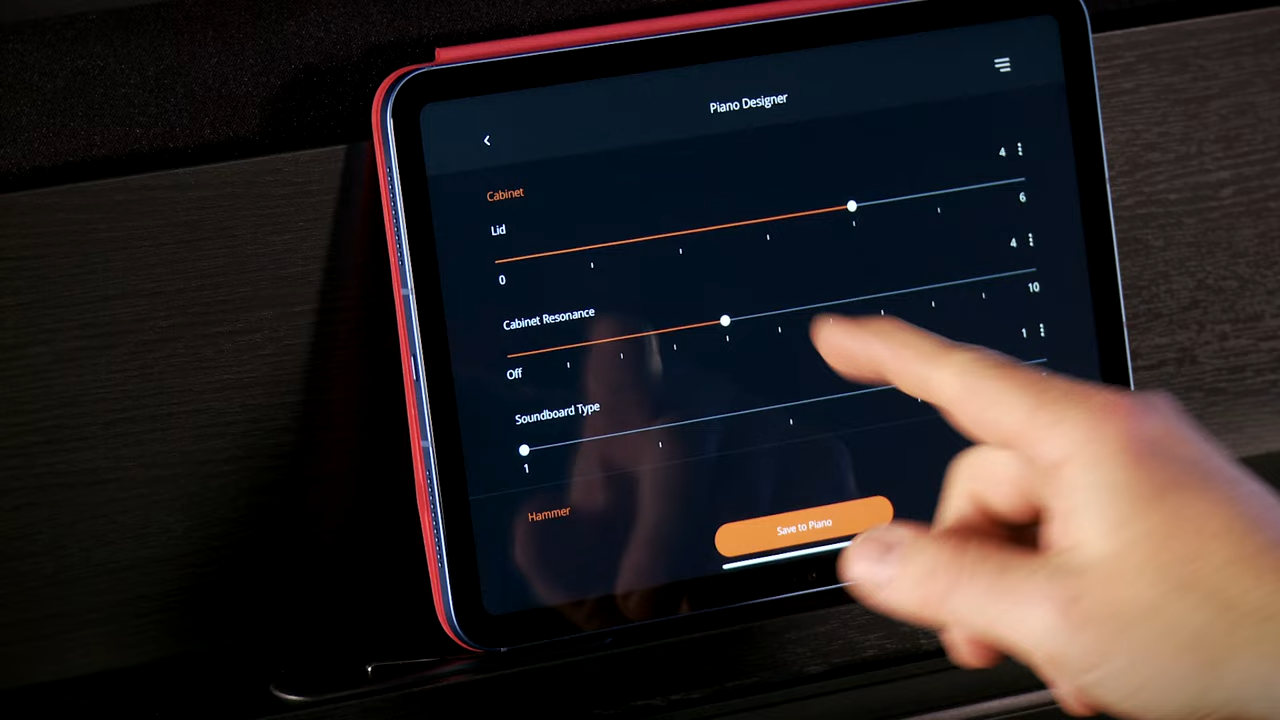 Piano Designer
Cabinet
4
Lid
0
6
4
Cabinet Resonance
Off
10
1
Soundboard Type
1
Hammer
Save to Piano